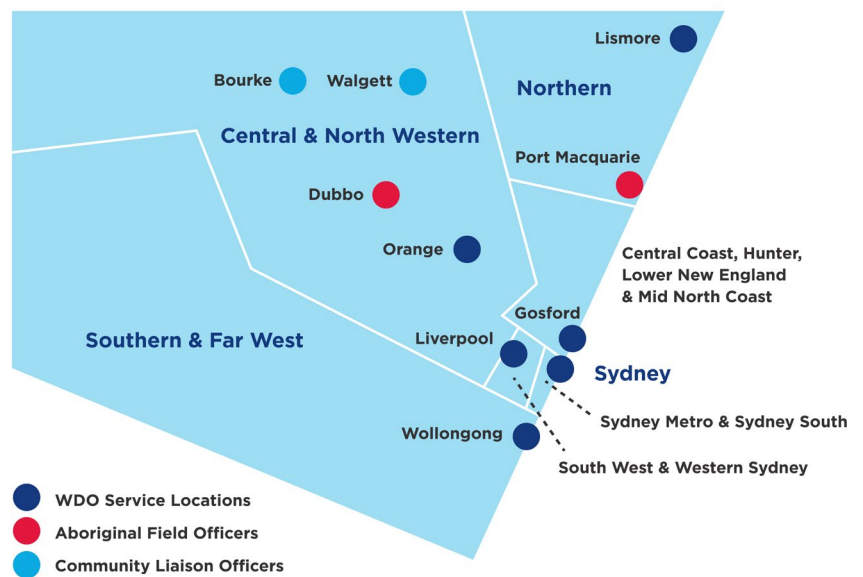 Lismore
Bourke
Walgett
Northern
Central & North Western
Port Macquarie
Dubbo
Orange
Central Coast, Hunter,
Lower New England
& Mid North Coast
Gosford
Liverpool
Southern & Far West
Sydney
Sydney Metro & Sydney South
Wollongong
South West & Western Sydney
WDO Service Locations
Aboriginal Field Officers
Community Liaison Officers